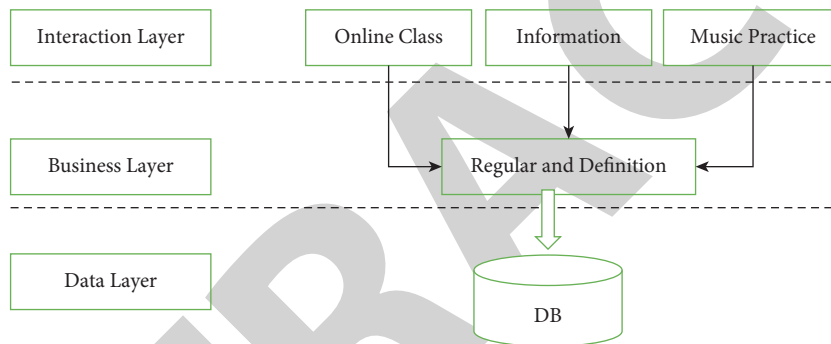 Interaction Layer
Online Class
Information
Music Practice
Business Layer
Regular and Definition
Data Layer
DB